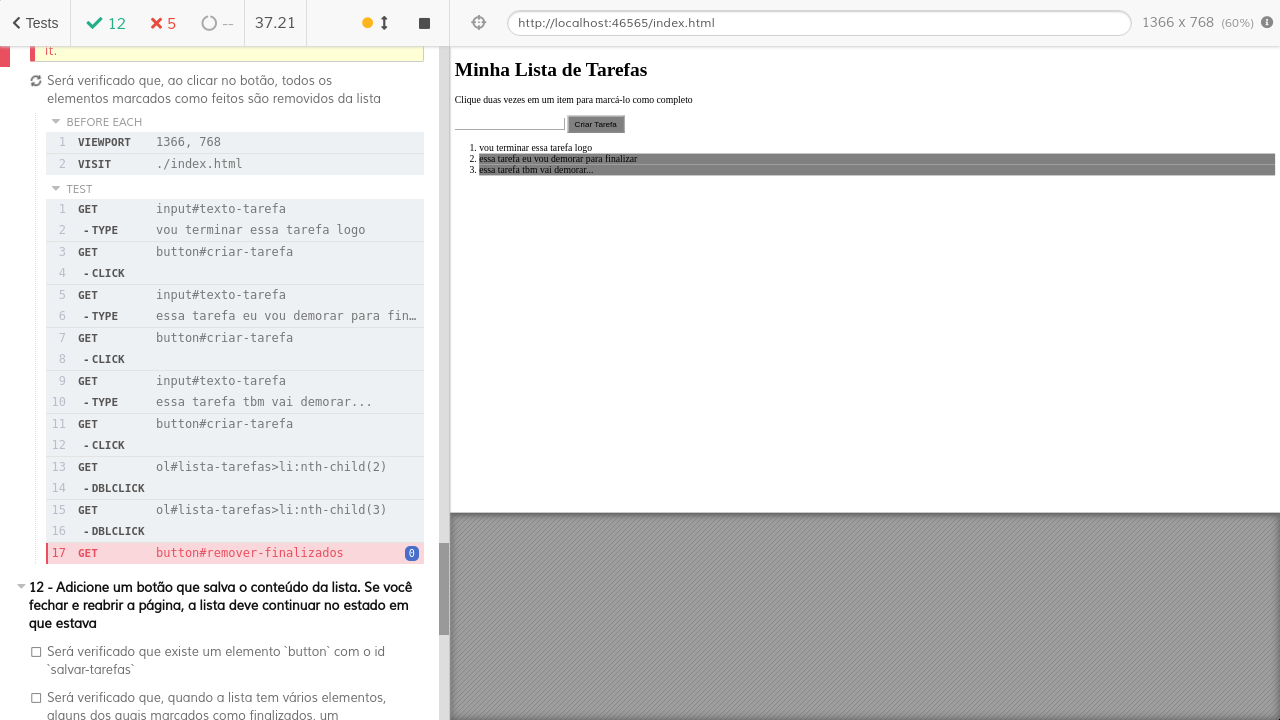 Tests 12 5 -- 37.21
http://localhost:46565/index.html 1366 x 768 (60%)
it.
Será verificado que, ao clicar no botão, todos os
elementos marcados como feitos são removidos da lista
BEFORE EACH
1 VIEWPORT 1366, 768
2 VISIT ./index.html
TEST
1 GET input#texto-tarefa
2 -TYPE vou terminar essa tarefa logo
3 GET button#criar-tarefa
4 -CLICK
5 GET input#texto-tarefa
6 -TYPE essa tarefa eu vou demorar para fin…
7 GET button#criar-tarefa
8 -CLICK
9 GET input#texto-tarefa
10 -TYPE essa tarefa tbm vai demorar...
11 GET button#criar-tarefa
12 -CLICK
13 GET ol#lista-tarefas>li:nth-child(2)
14 -DBLCLICK
15 GET ol#lista-tarefas>li:nth-child(3)
16 -DBLCLICK
17 GET button#remover-finalizados 0
12 - Adicione um botão que salva o conteúdo da lista. Se você
fechar e reabrir a página, a lista deve continuar no estado em
que estava
Será verificado que existe um elemento `button` com o id
`salvar-tarefas`
Será verificado que, quando a lista tem vários elementos,
alguns dos quais marcados como finalizados, um
Minha Lista de Tarefas
Clique duas vezes em um item para marcá-lo como completo
Criar Tarefa
1. vou terminar essa tarefa logo
2. essa tarefa eu vou demorar para finalizar
3. essa tarefa tbm vai demorar...